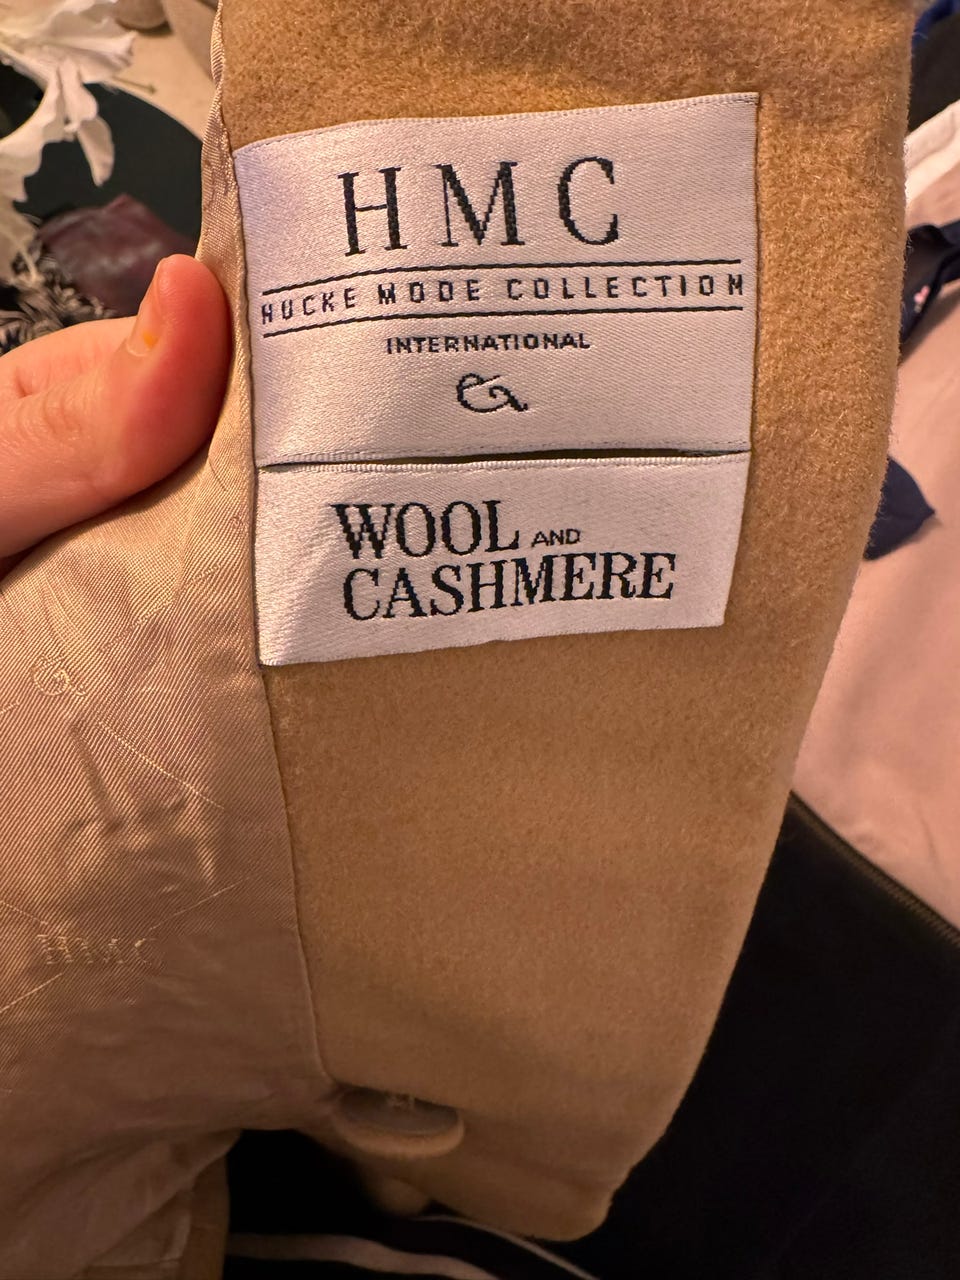 HMC
HUCKE MODE COLLECTION
INTERNATIONAL
WOOL AND
CASHMERE
HMC